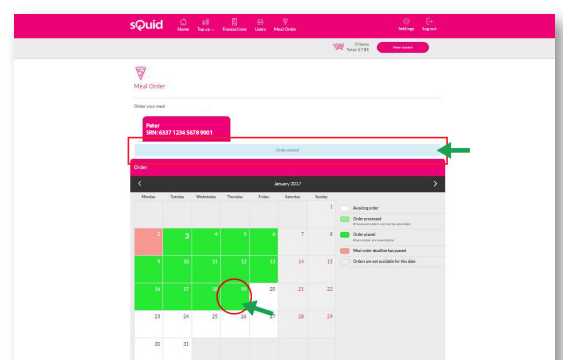 sQuid
Home Top up Transactions Users Meal Order
Settings Log out
0 Items
Total: £7.85
View basket
Meal Order
Order your meal
Peter
SRN: 6337 1234 5678 9001
Order placed
Order
January 2017
Monday Tuesday Wednesday Thursday Friday Saturday Sunday
1
2 3 4 5 6 7 8
9 10 11 12 13 14 15
16 17 18 19 20 21 22
23 24 25 26 27 28 29
30 31
Awaiting order
Order processed
Order placed
Meal order deadline has passed
Orders are not available for this date